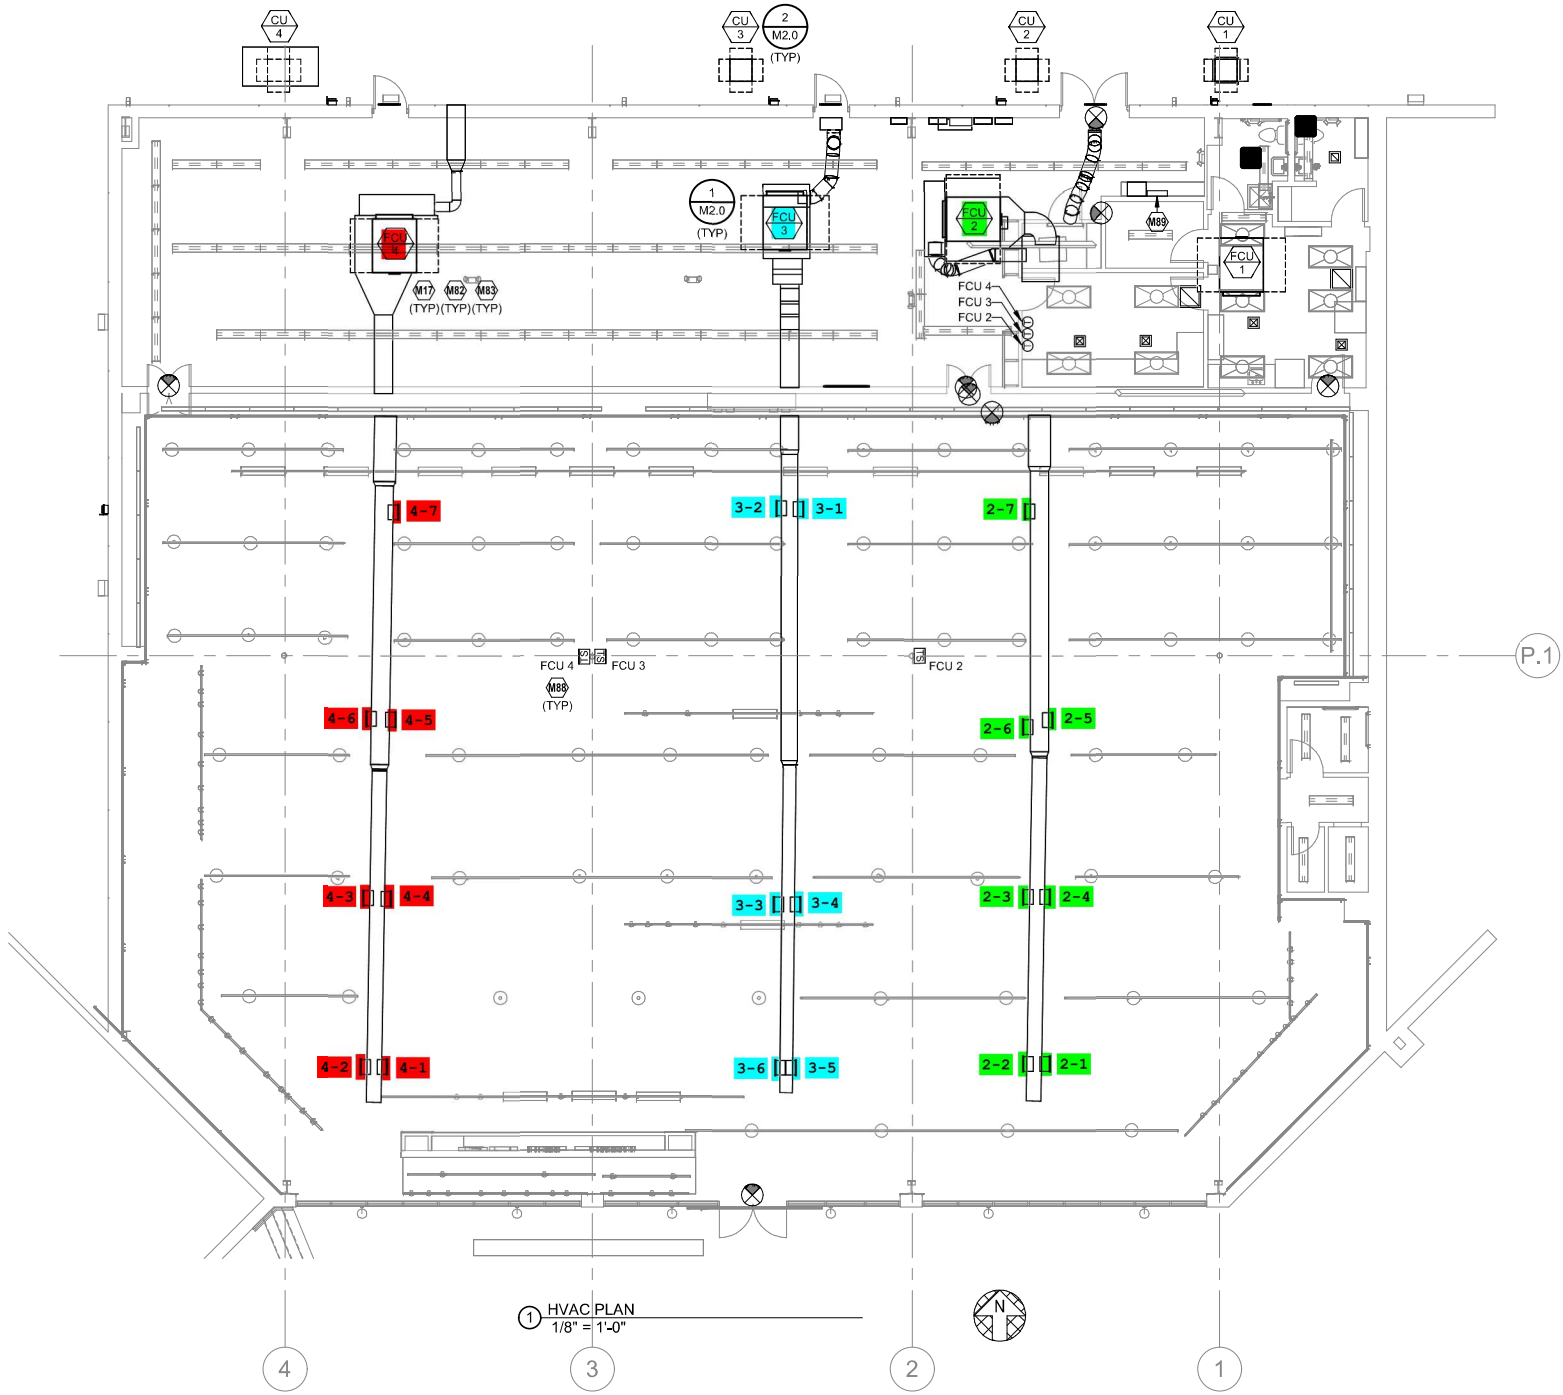 CU
4
CU
3
2
M2.0
(TYP)
CU
2
CU
1
1
M2.0
(TYP)
FCU
4
FCU
3
FCU
2
FCU
1
M89
M17
M82
M83
(TYP)
(TYP)
(TYP)
FCU 4
FCU 3
FCU 2
4-7
3-2
3-1
2-7
TS
TS
TS
FCU 4
FCU 3
FCU 2
P.1
M88
(TYP)
4-6
4-5
2-6
2-5
4-3
4-4
3-3
3-4
2-3
2-4
4-2
4-1
3-6
3-5
2-2
2-1
1
HVAC PLAN
1/8" = 1'-0"
N
4
3
2
1